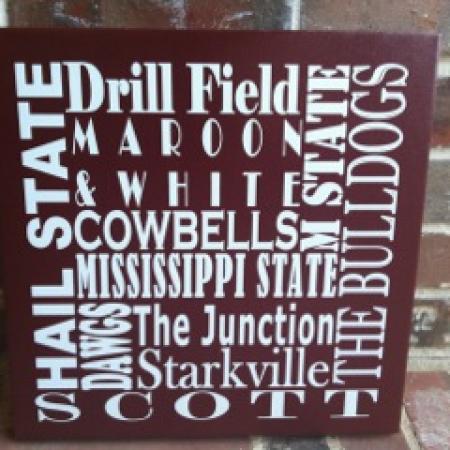 HAIL STATE
Drill Field
MAROON
& WHITE
COWBELLS
MISSISSIPPI STATE
M STATE
THE BULLDOGS
DAWGS
The Junction
Starkville
SCOTT